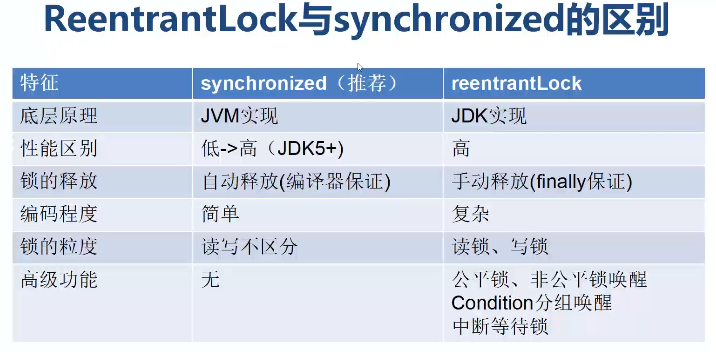 ReentrantLock与synchronized的区别
特征 synchronized（推荐） reentrantLock
底层原理 JVM实现 JDK实现
性能区别 低->高（JDK5+) 高
锁的释放 自动释放(编译器保证) 手动释放(finally保证)
编码程度 简单 复杂
锁的粒度 读写不区分 读锁、写锁
高级功能 无 公平锁、非公平锁唤醒
Condition分组唤醒
中断等待锁